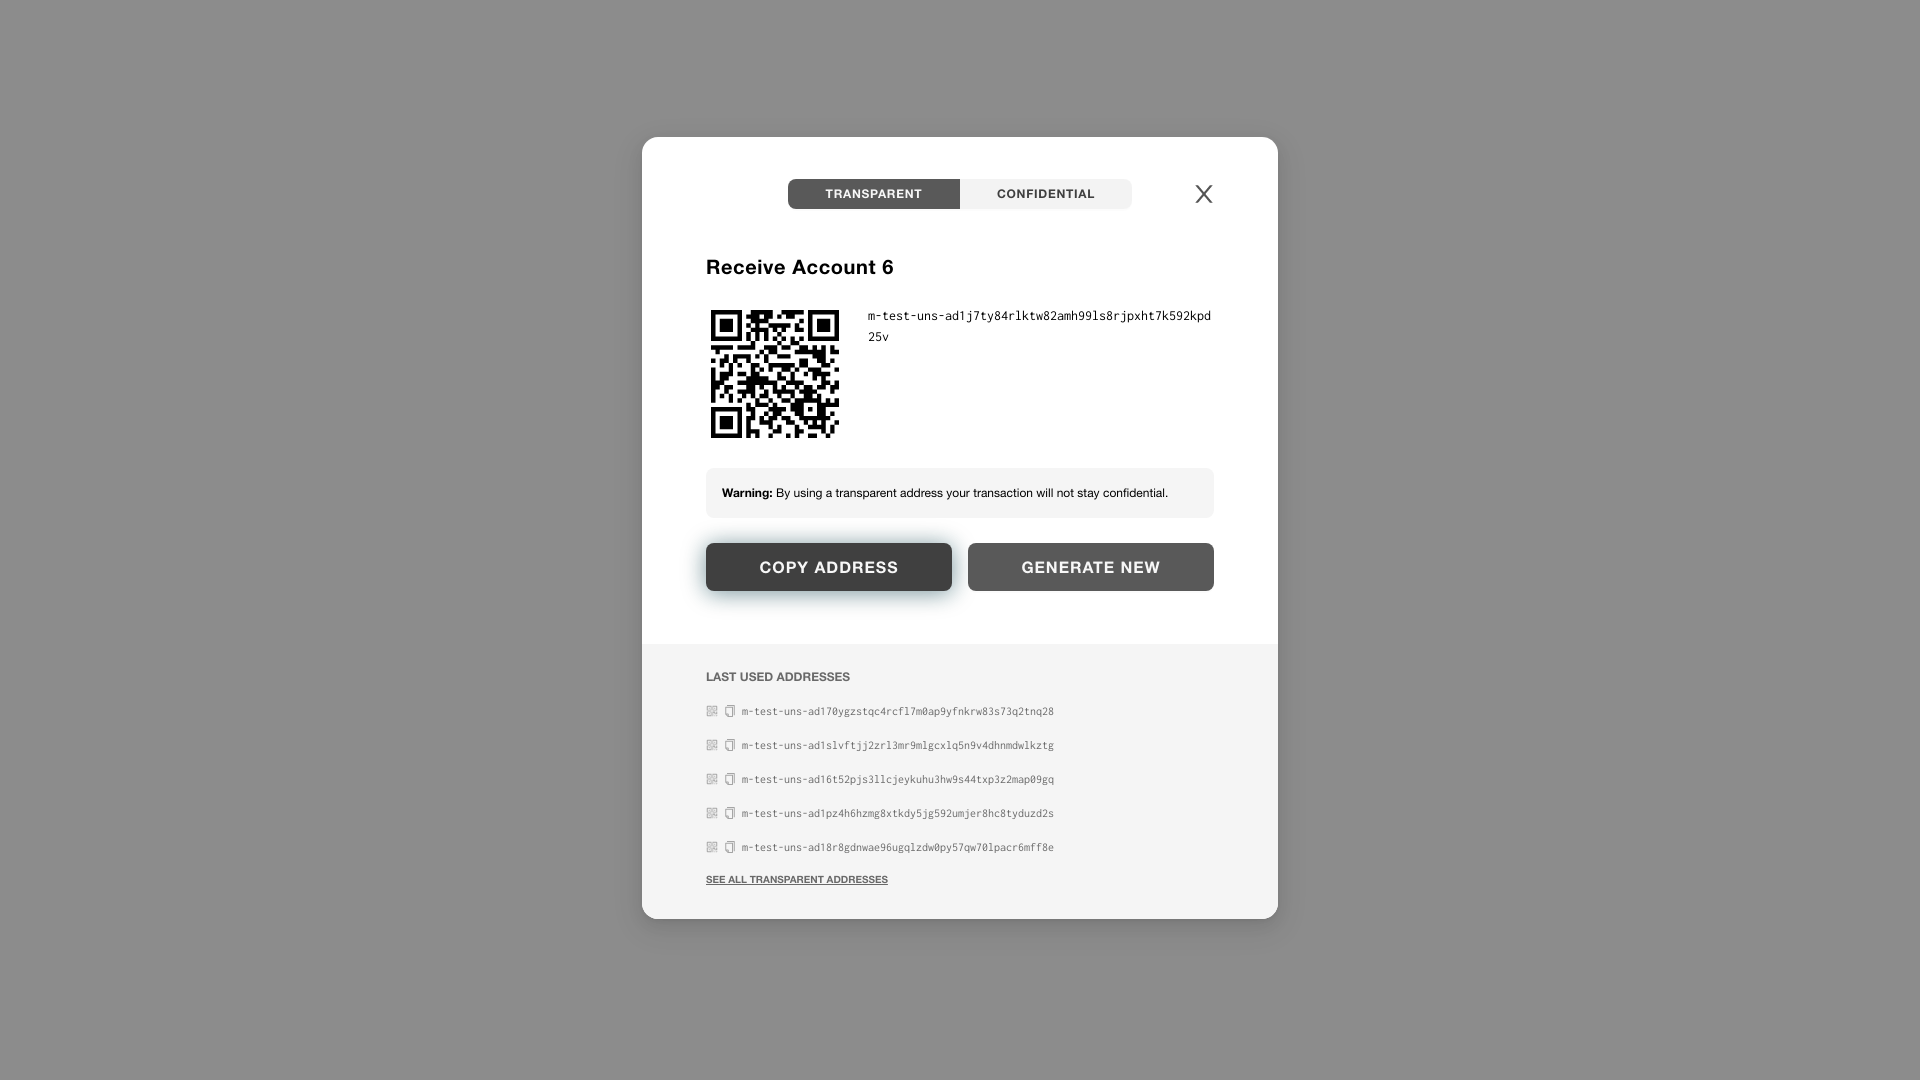 TRANSPARENT
CONFIDENTIAL
X
Receive Account 6
m-test-uns-ad1j7ty84rlktw82amh99ls8rjpxht7k592kpd
25v
Warning: By using a transparent address your transaction will not stay confidential.
COPY ADDRESS
GENERATE NEW
LAST USED ADDRESSES
m-test-uns-ad170ygzstqc4rcfl7m0ap9yfnkrw83s73q2tnq28
m-test-uns-ad1slvftjj2zrl3mr9mlgcxlq5n9v4dhnmdwlkztg
m-test-uns-ad16t52pjs3llcjeykuhu3hw9s44txp3z2map09gq
m-test-uns-ad1pz4h6hzmg8xtkdy5jg592umjer8hc8tyduzd2s
m-test-uns-ad18r8gdnwae96ugqlzdw0py57qw70lpacr6mff8e
SEE ALL TRANSPARENT ADDRESSES